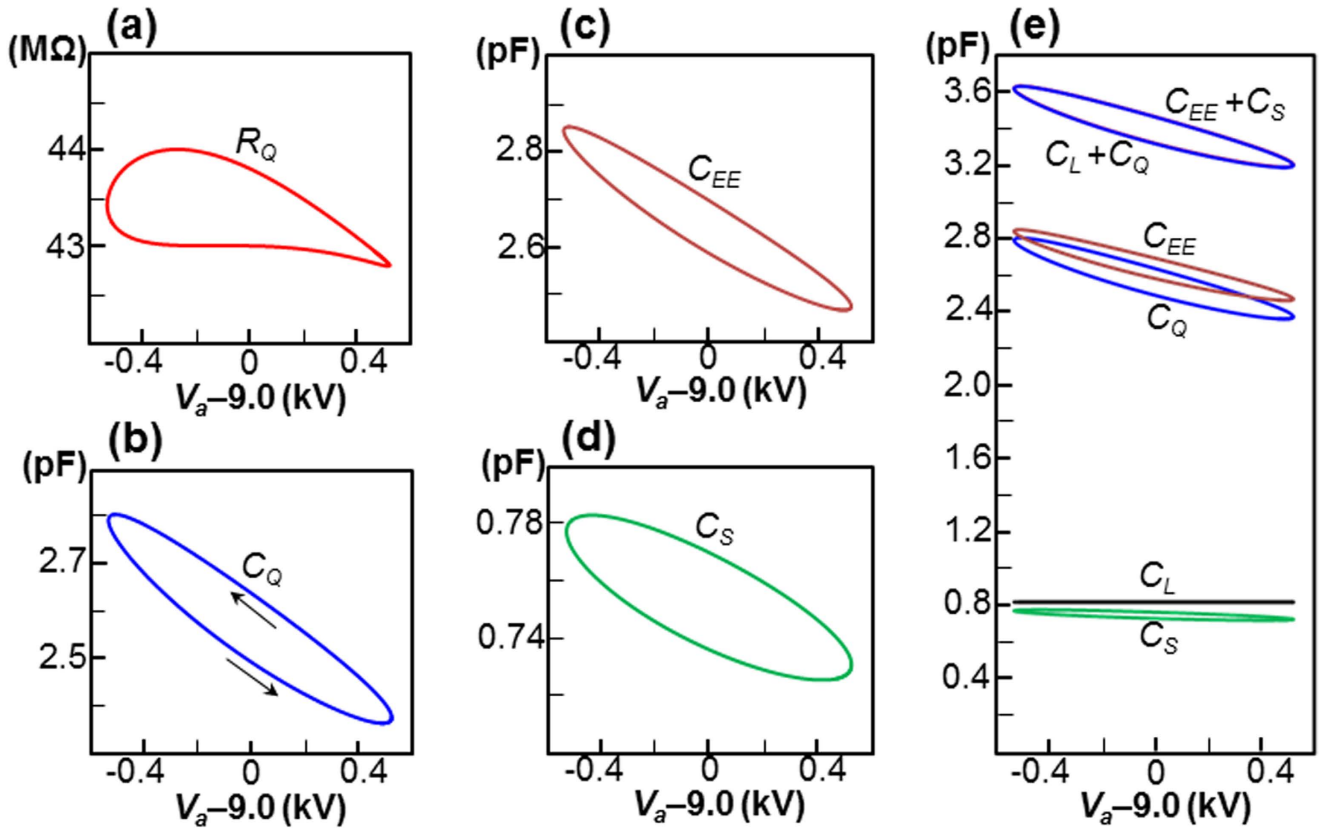 (a)
(MΩ)
44
43
R_Q
-0.4 0 0.4
V_a–9.0 (kV)
(b)
(pF)
2.7
2.5
C_Q
-0.4 0 0.4
V_a–9.0 (kV)
(c)
(pF)
2.8
2.6
C_EE
-0.4 0 0.4
V_a–9.0 (kV)
(d)
(pF)
0.78
0.74
C_S
-0.4 0 0.4
V_a–9.0 (kV)
(e)
(pF)
3.6
3.2
2.8
2.4
2.0
1.6
1.2
0.8
0.4
C_EE + C_S
C_L + C_Q
C_EE
C_Q
C_L
C_S
-0.4 0 0.4
V_a–9.0 (kV)